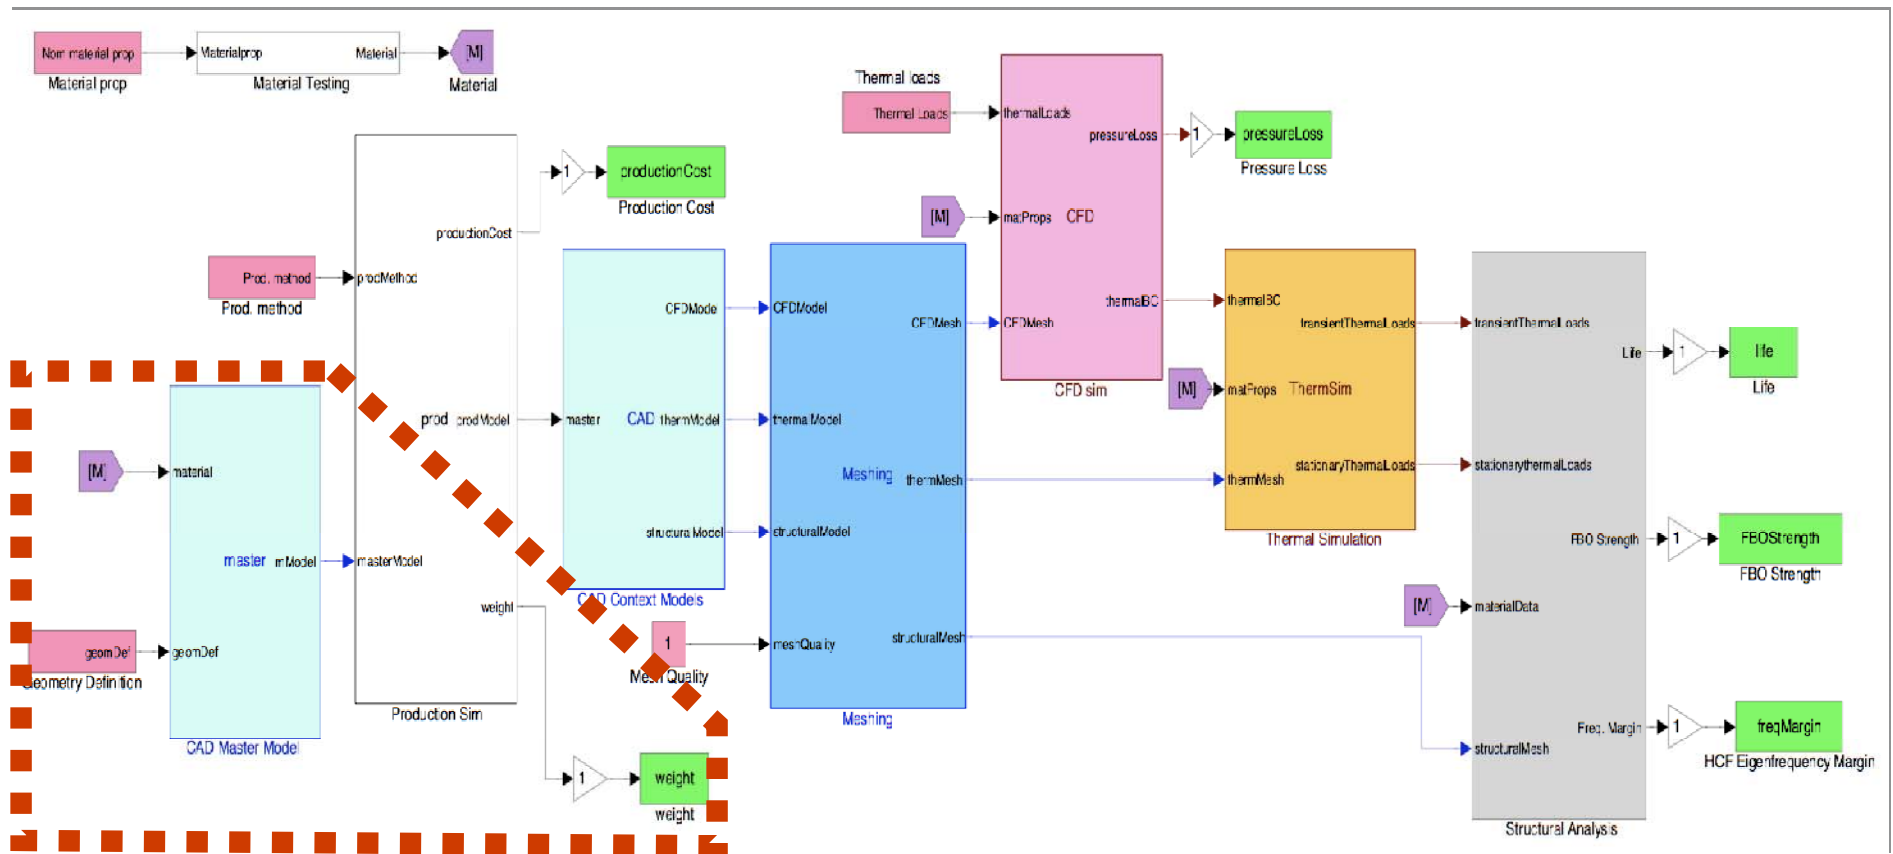 Nom material prop
Material prop
Materialprop
Material
Material Testing
[M]
Material
Thermal loads
Thermal Loads
thermalLoads
pressureLoss
1
pressureLoss
Pressure Loss
[M]
matProps
CFD
thermalBC
CFDMesh
CFD sim
1
productionCost
Production Cost
productionCost
Prod. method
Prod. method
prodMethod
prod
prodModel
masterModel
weight
Production Sim
[M]
material
master
mModel
geomDef
Geometry Definition
geomDef
CAD Master Model
CFDModel
master
CAD
thermModel
structuralModel
CAD Context Models
1
Mesh Quality
1
weight
weight
CFDModel
CFDMesh
thermalModel
Meshing
thermMesh
structuralModel
meshQuality
structuralMesh
Meshing
thermalBC
transientThermalLoads
[M]
matProps
ThermSim
stationaryThermalLoads
thermMesh
Thermal Simulation
transientThermalLoads
Life
1
life
Life
stationarythermalLoads
FBO Strength
1
FBOStrength
FBO Strength
[M]
materialData
Freq. Margin
1
freqMargin
HCF Eigenfrequency Margin
structuralMesh
Structural Analysis